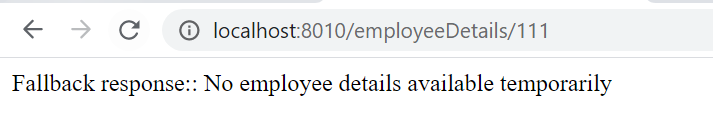 localhost:8010/employeeDetails/111
Fallback response:: No employee details available temporarily